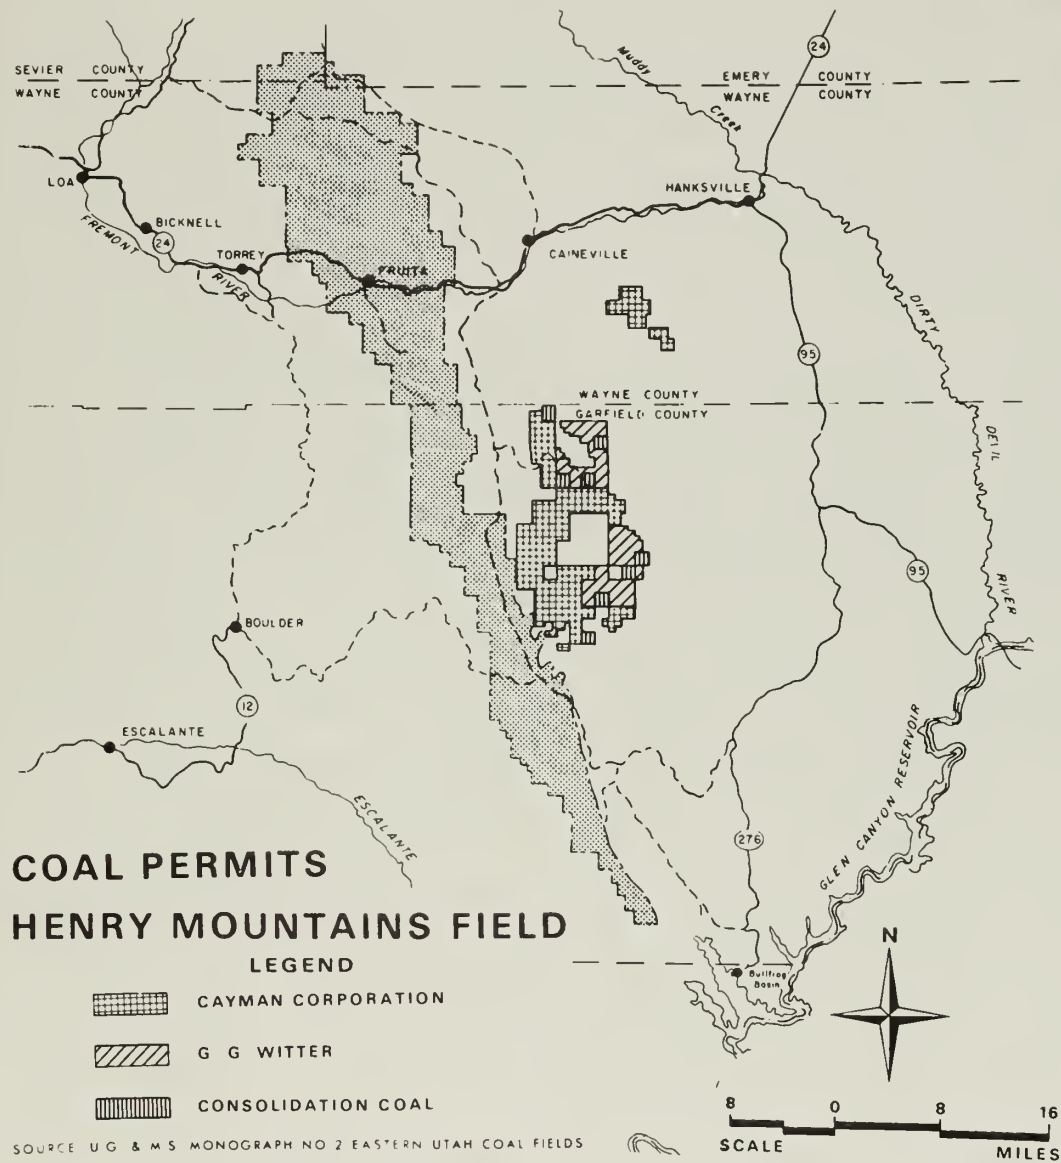 SEVIER COUNTY
WAYNE COUNTY
Muddy
Creek
24
EMERY COUNTY
WAYNE COUNTY
LOA
BICKNELL
24
FREMONT
RIVER
TORREY
FRUITA
HANKSVILLE
CAINEVILLE
DIRTY
DEVIL
RIVER
95
WAYNE COUNTY
GARFIELD COUNTY
95
BOULDER
12
ESCALANTE
ESCALANTE
276
GLEN CANYON RESERVOIR
Bullfrog
Basin
N
COAL PERMITS
HENRY MOUNTAINS FIELD
LEGEND
CAYMAN CORPORATION
G G WITTER
CONSOLIDATION COAL
SOURCE U G & M S MONOGRAPH NO 2 EASTERN UTAH COAL FIELDS
8 0 8 16
SCALE MILES